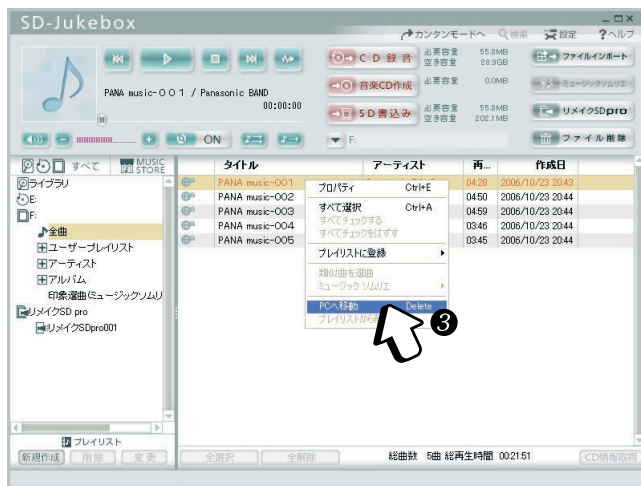 SD-Jukebox
カンタンモードへ 検索 設定 ?ヘルプ
CD録音 必要容量 55.8MB
空き容量 28.9GB
ファイルインポート
PANA music-001 / Panasonic BAND
00:00:00
音楽CD作成 必要容量 0.0MB
ミュージックソムリエ
SD書込み 必要容量 55.8MB
空き容量 202.1MB
リメイクSDpro
ON
F:
ファイル削除
すべて MUSIC STORE
タイトル アーティスト 再... 作成日
ライブラリ
E:
F:
全曲
ユーザープレイリスト
アーティスト
アルバム
印象選曲(ミュージックソムリ
リメイクSD pro
リメイクSDpro001
PANA music-001 04:28 2006/10/23 20:43
PANA music-002 04:50 2006/10/23 20:44
PANA music-003 04:59 2006/10/23 20:44
PANA music-004 03:46 2006/10/23 20:44
PANA music-005 03:45 2006/10/23 20:44
プロパティ Ctrl+E
すべて選択 Ctrl+A
すべてチェックする
すべてチェックをはずす
プレイリストに登録
類似曲を選曲
ミュージック ソムリエ
PCへ移動 Delete
プレイリストから
3
プレイリスト
新規作成 削除 変更
全選択 全解除
総曲数 5曲 総再生時間 00:21:51
CD情報取得